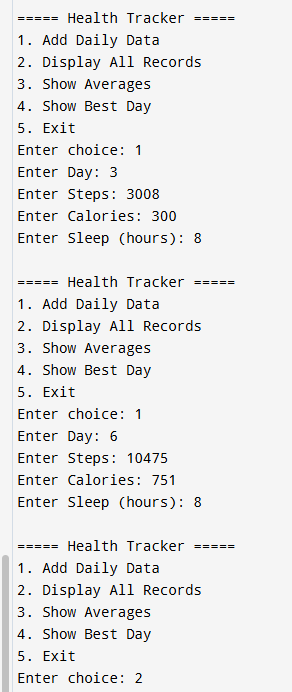 ===== Health Tracker =====
1. Add Daily Data
2. Display All Records
3. Show Averages
4. Show Best Day
5. Exit
Enter choice: 1
Enter Day: 3
Enter Steps: 3008
Enter Calories: 300
Enter Sleep (hours): 8

===== Health Tracker =====
1. Add Daily Data
2. Display All Records
3. Show Averages
4. Show Best Day
5. Exit
Enter choice: 1
Enter Day: 6
Enter Steps: 10475
Enter Calories: 751
Enter Sleep (hours): 8

===== Health Tracker =====
1. Add Daily Data
2. Display All Records
3. Show Averages
4. Show Best Day
5. Exit
Enter choice: 2